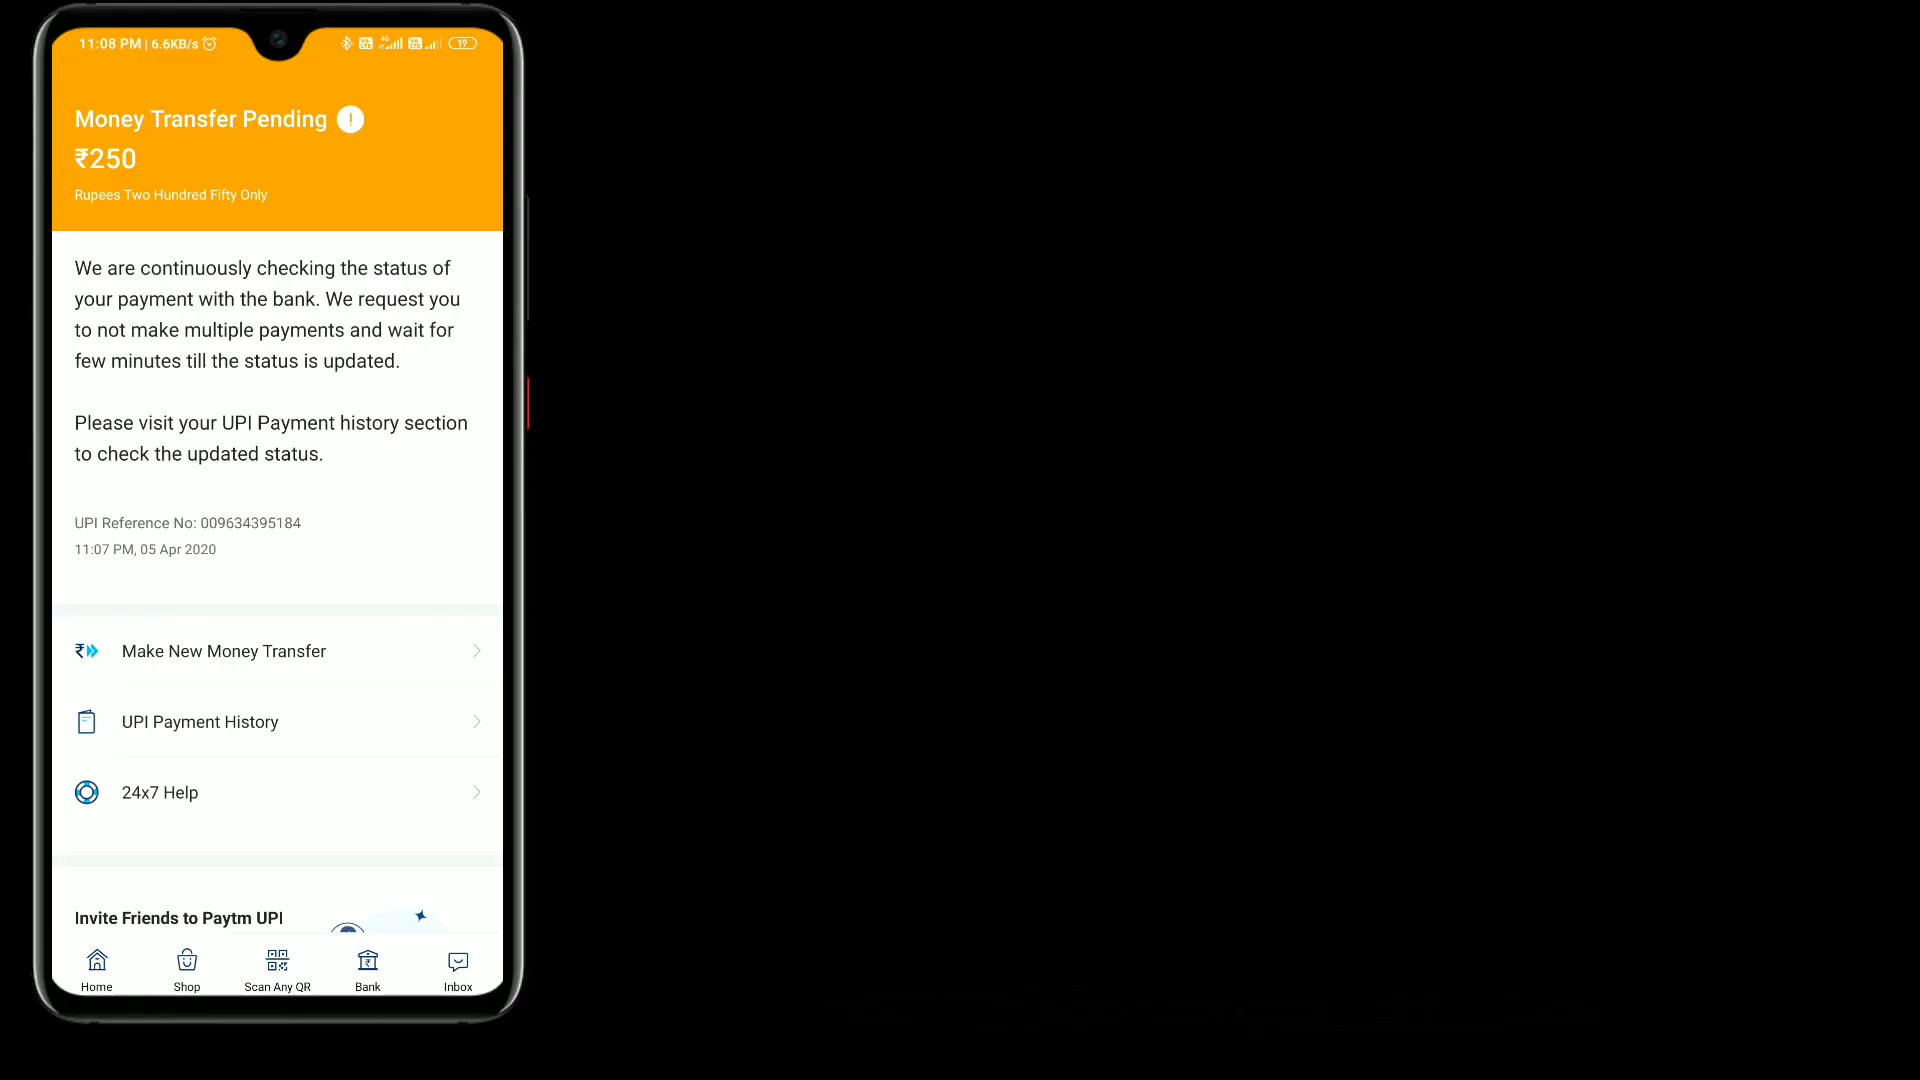 11:08 PM | 6.6KB/s
19
Money Transfer Pending !
₹250
Rupees Two Hundred Fifty Only
We are continuously checking the status of
your payment with the bank. We request you
to not make multiple payments and wait for
few minutes till the status is updated.
Please visit your UPI Payment history section
to check the updated status.
UPI Reference No: 009634395184
11:07 PM, 05 Apr 2020
Make New Money Transfer
UPI Payment History
24x7 Help
Invite Friends to Paytm UPI
Home Shop Scan Any QR Bank Inbox